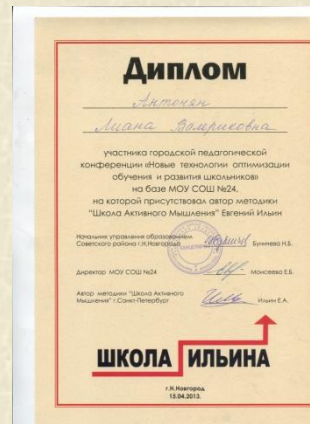 Диплом
Антонян
Лиана Валериковна
участника городской педагогической
конференции «Новые технологии оптимизации
обучения и развития школьников»
на базе МОУ СОШ №24,
на которой присутствовал автор методики
"Школа Активного Мышления" Евгений Ильин
Начальник управления образованием
Советского района г.Н.Новгорода
Директор МОУ СОШ №24 Моисеева Е.Б.
Автор методики "Школа Активного
Мышления" г.Санкт-Петербург Ильин Е.А.
ШКОЛА ИЛЬИНА
г.Н.Новгород
15.04.2013.